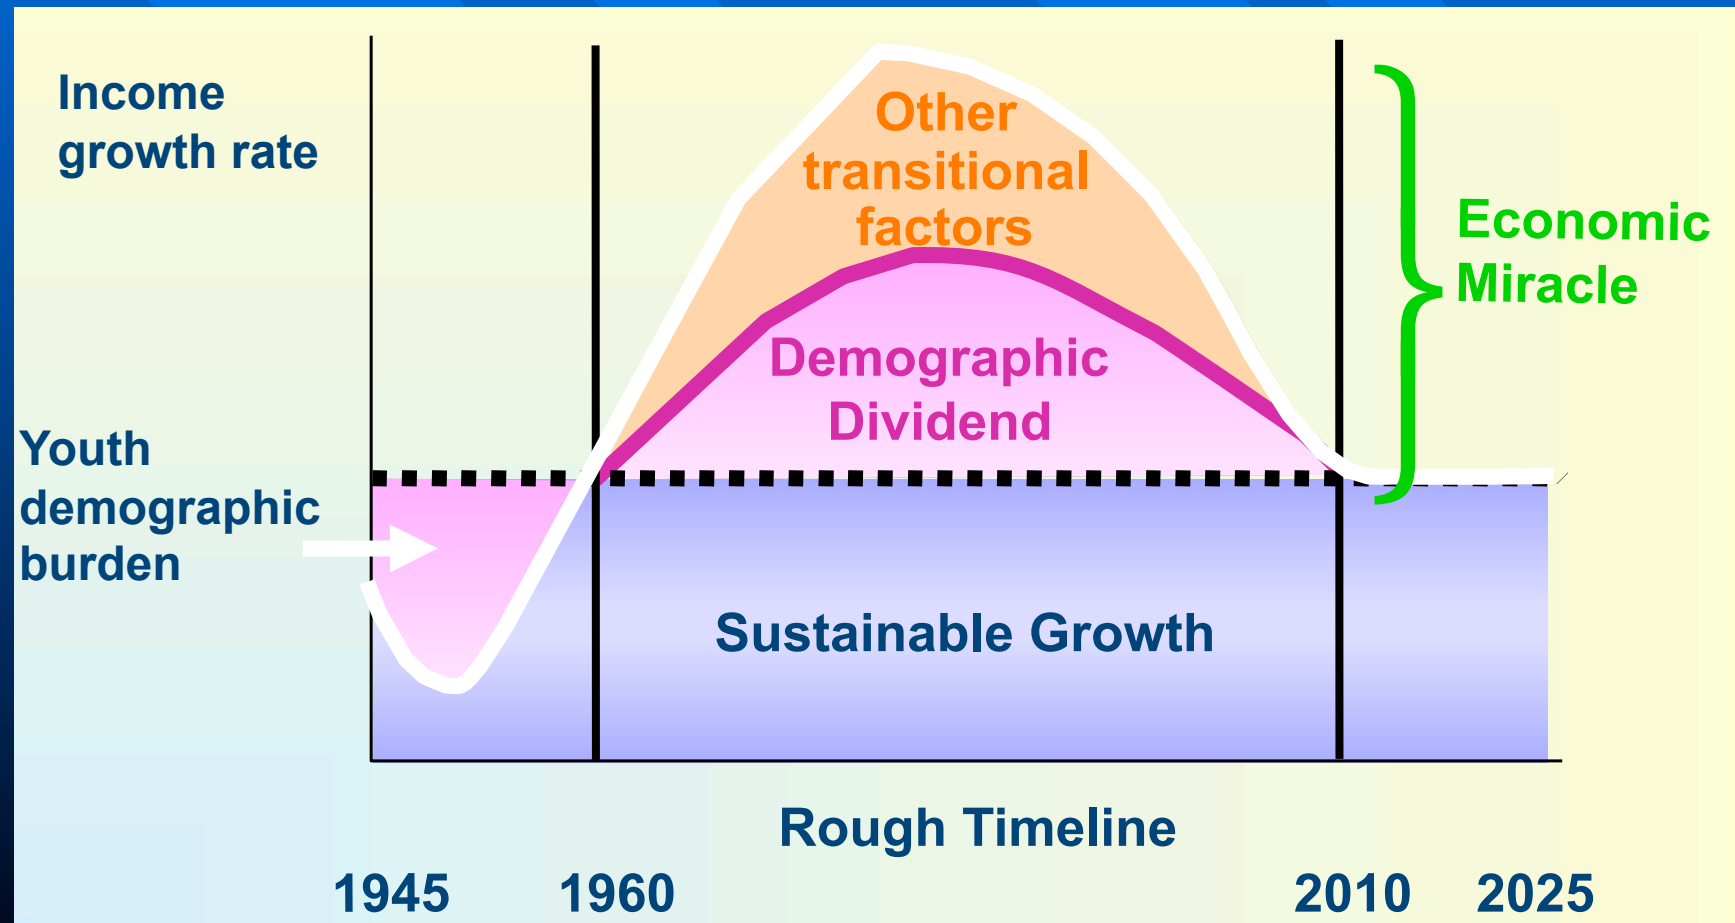 Income
growth rate
Other
transitional
factors
Economic
Miracle
Demographic
Dividend
Youth
demographic
burden
Sustainable Growth
Rough Timeline
1945 1960 2010 2025